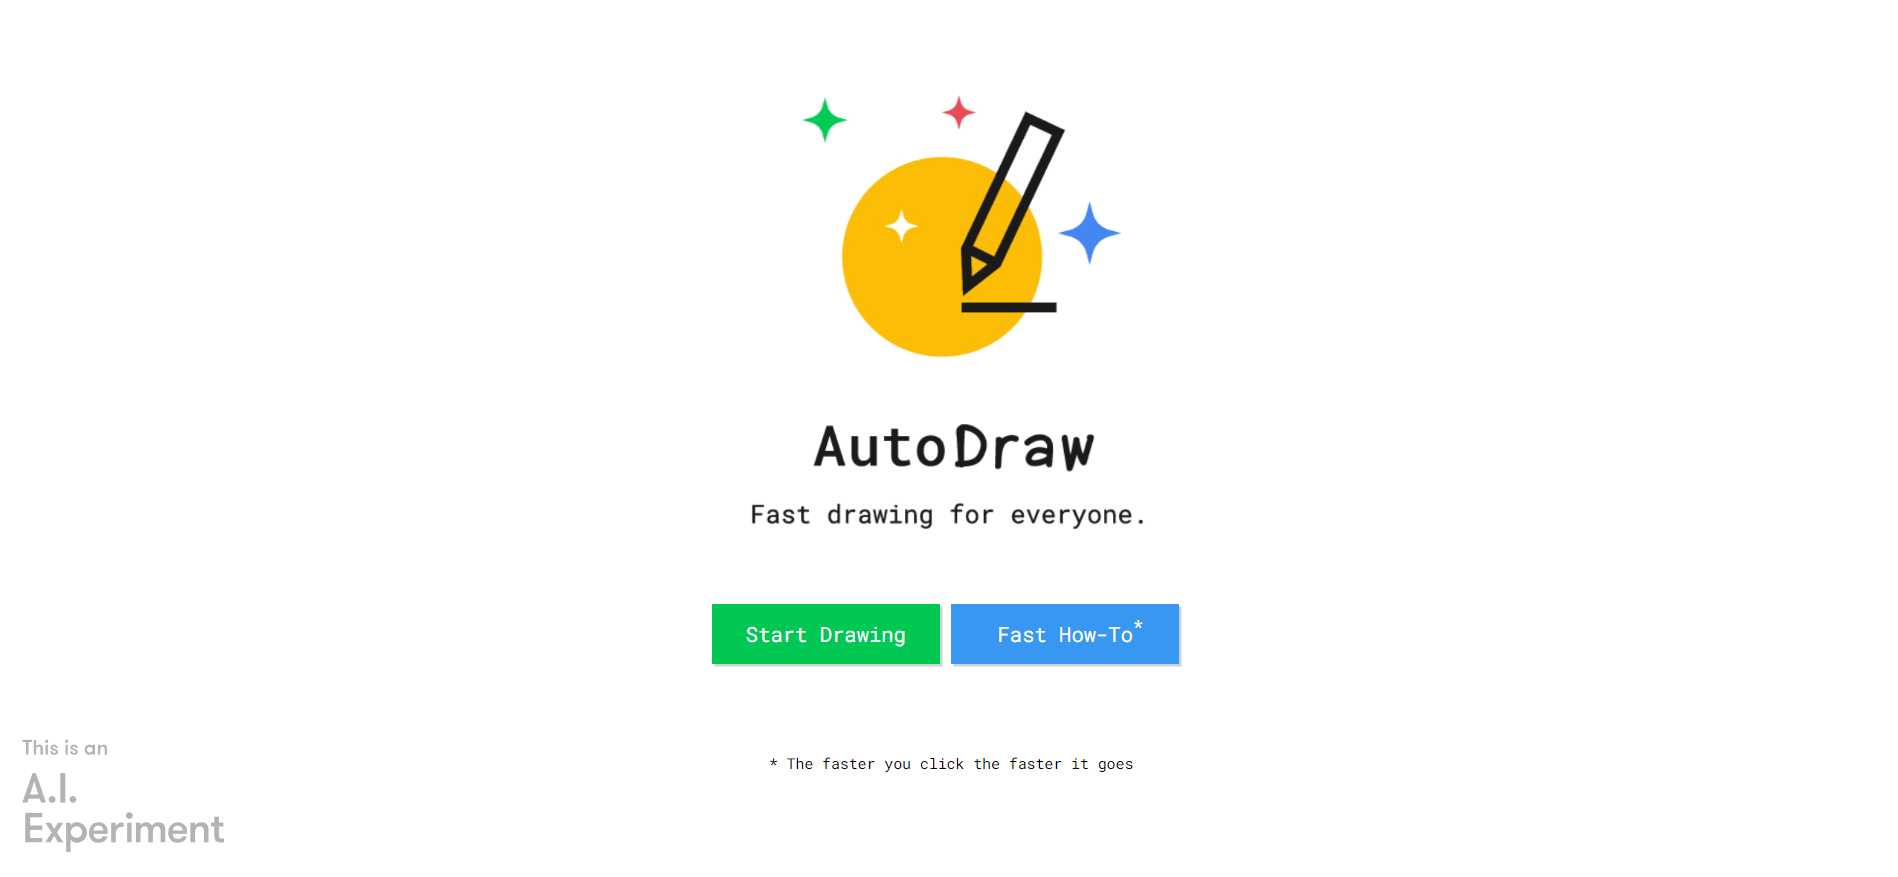 AutoDraw
Fast drawing for everyone.
Start Drawing
Fast How-To*
* The faster you click the faster it goes
This is an
A.I.
Experiment